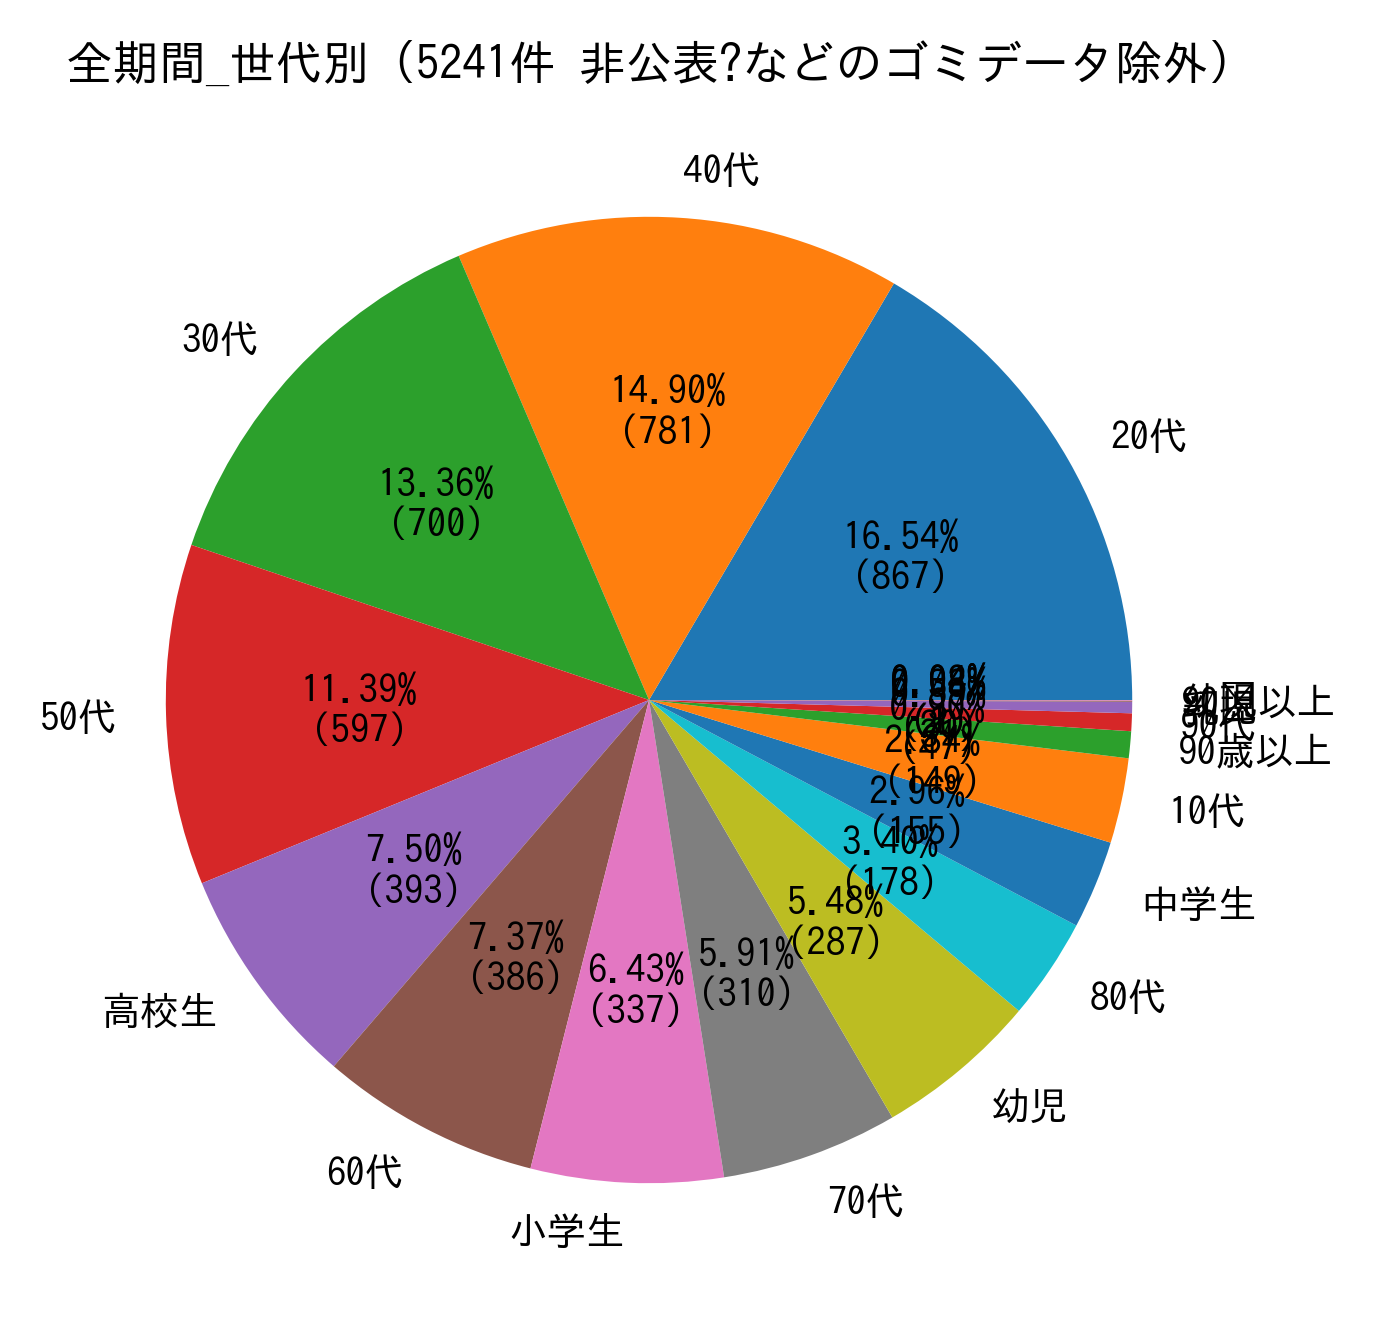 全期間_世代別（5241件 非公表?などのゴミデータ除外）
40代
30代
20代
14.90%
(781)
13.36%
(700)
16.54%
(867)
11.39%
(597)
50代
90歳以上
10代
2.84%
(149)
2.96%
(155)
3.40%
(178)
中学生
7.50%
(393)
5.48%
(287)
7.37%
(386)
6.43%
(337)
5.91%
(310)
80代
高校生
幼児
60代
70代
小学生